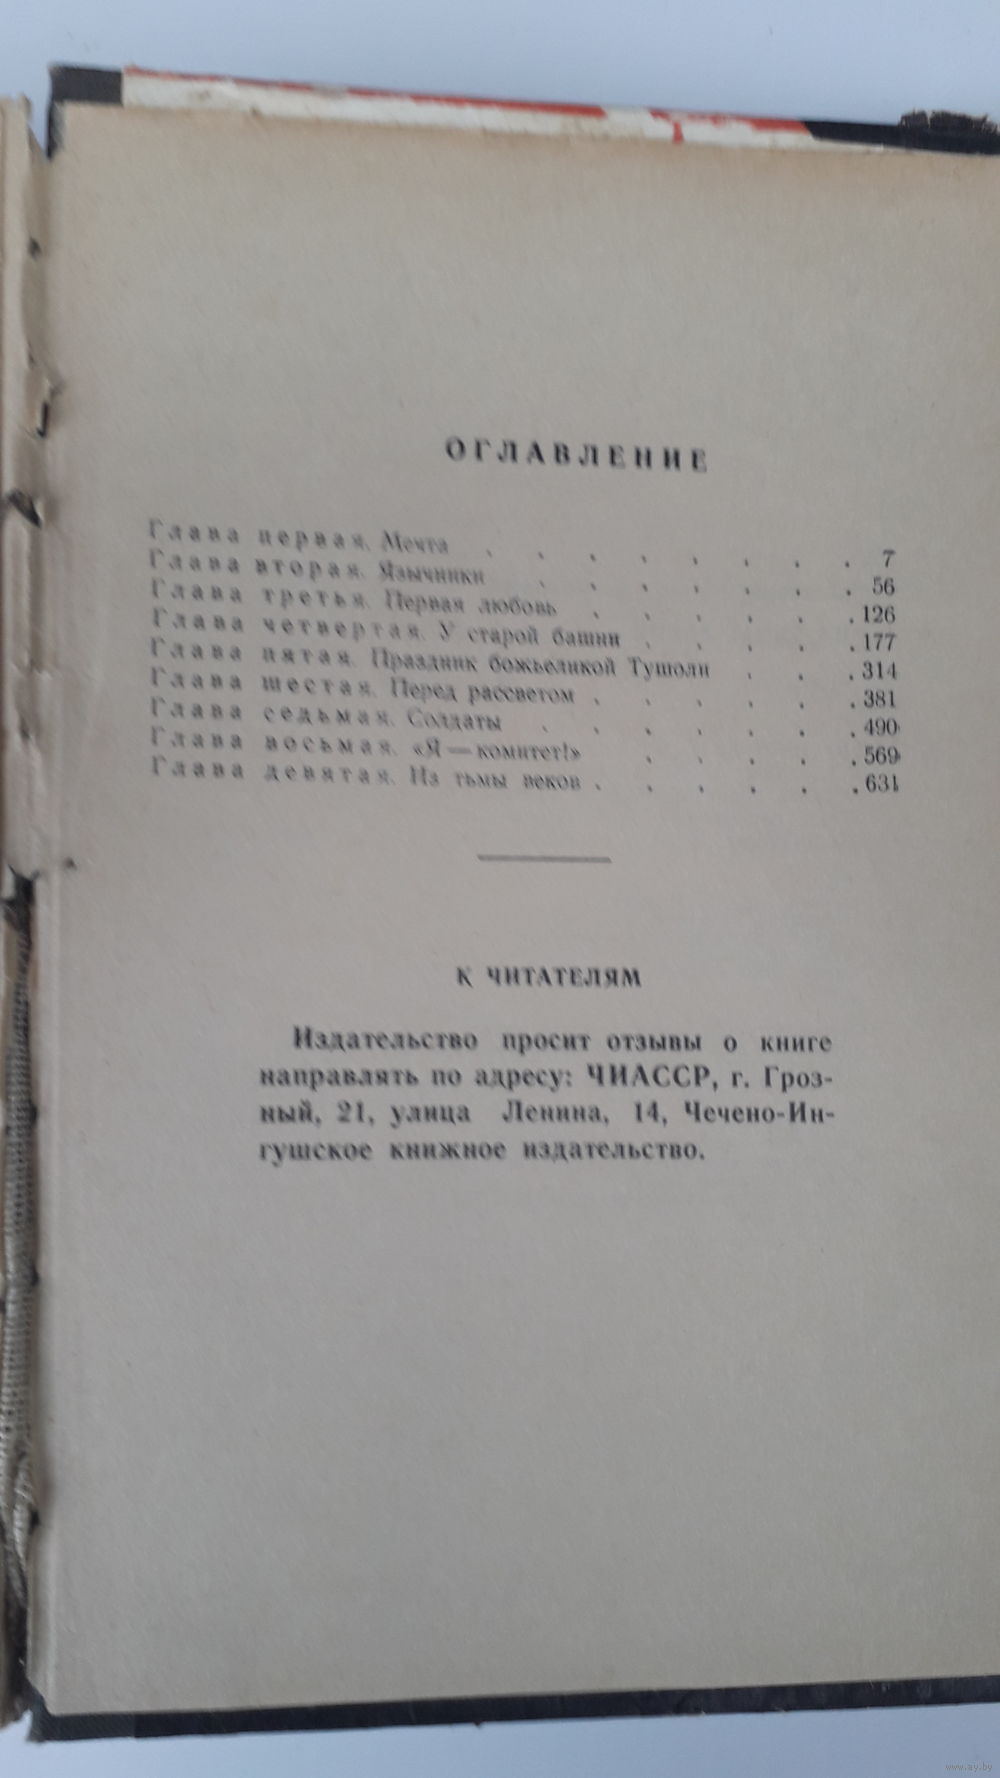 ОГЛАВЛЕНИЕ
Глава первая. Мечта . . . . . . . . 7
Глава вторая. Язычники . . . . . . . 56
Глава третья. Первая любовь . . . . . . 126
Глава четвертая. У старой башни . . . . . 177
Глава пятая. Праздник божьеликой Тушоли . . . 314
Глава шестая. Перед рассветом . . . . . . 381
Глава седьмая. Солдаты . . . . . . . 490
Глава восьмая. «Я — комитет!» . . . . . 569
Глава девятая. Из тьмы веков . . . . . . 631
К ЧИТАТЕЛЯМ
Издательство просит отзывы о книге
направлять по адресу: ЧИАССР, г. Гроз-
ный, 21, улица Ленина, 14, Чечено-Ин-
гушское книжное издательство.
www.ay.by